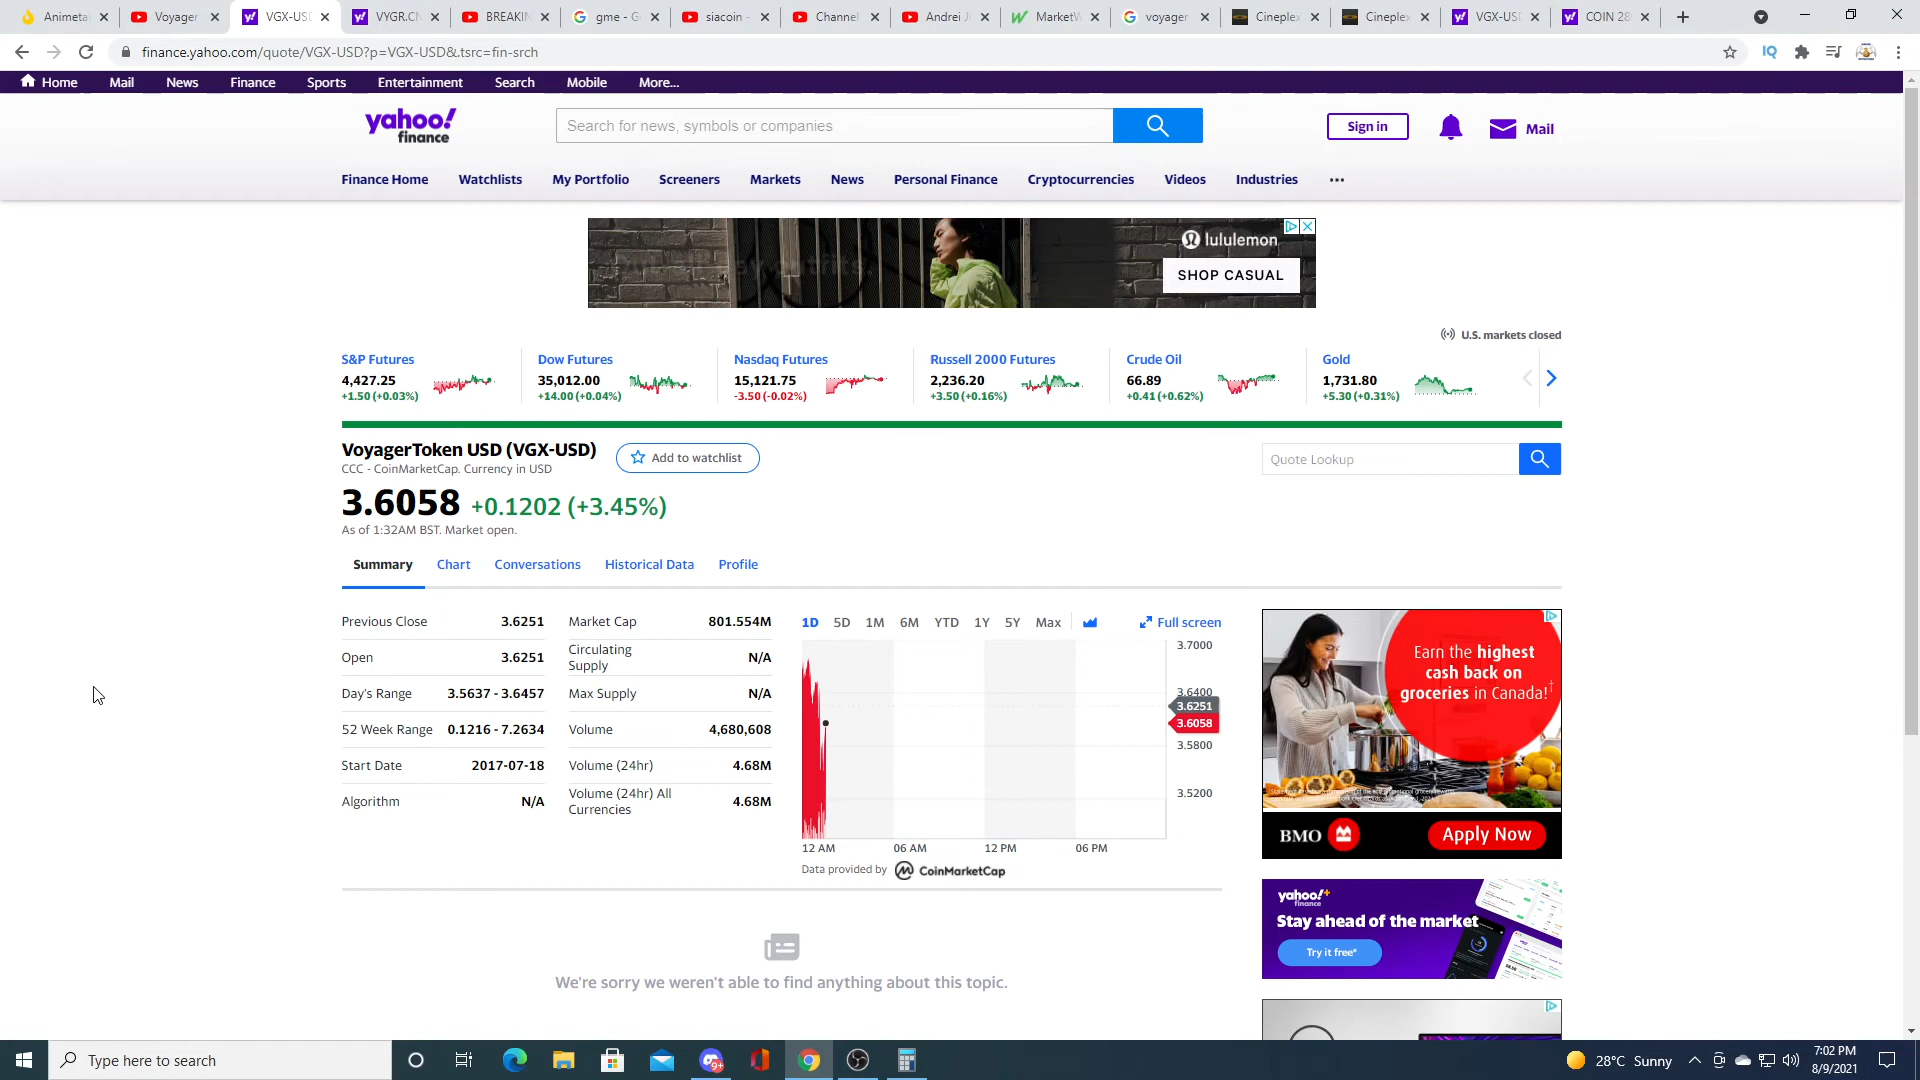 Animetal
Voyager
VGX-USD
VYGR.CN
BREAKIN
gme - G
siacoin -
Channel
Andrei Ji
MarketW
voyager
Cineplex
Cineplex
VGX-USD
COIN 28
finance.yahoo.com/quote/VGX-USD?p=VGX-USD&.tsrc=fin-srch
IQ
Home Mail News Finance Sports Entertainment Search Mobile More...
yahoo!
finance
Search for news, symbols or companies
Sign in
Mail
Finance Home Watchlists My Portfolio Screeners Markets News Personal Finance Cryptocurrencies Videos Industries ...
lululemon
SHOP CASUAL
U.S. markets closed
S&P Futures
4,427.25
+1.50 (+0.03%)
Dow Futures
35,012.00
+14.00 (+0.04%)
Nasdaq Futures
15,121.75
-3.50 (-0.02%)
Russell 2000 Futures
2,236.20
+3.50 (+0.16%)
Crude Oil
66.89
+0.41 (+0.62%)
Gold
1,731.80
+5.30 (+0.31%)
VoyagerToken USD (VGX-USD)
CCC - CoinMarketCap. Currency in USD
Add to watchlist
Quote Lookup
3.6058 +0.1202 (+3.45%)
As of 1:32AM BST. Market open.
Summary Chart Conversations Historical Data Profile
Previous Close 3.6251
Open 3.6251
Day's Range 3.5637 - 3.6457
52 Week Range 0.1216 - 7.2634
Start Date 2017-07-18
Algorithm N/A
Market Cap 801.554M
Circulating
Supply N/A
Max Supply N/A
Volume 4,680,608
Volume (24hr) 4.68M
Volume (24hr) All
Currencies 4.68M
1D 5D 1M 6M YTD 1Y 5Y Max Full screen
3.7000
3.6400
3.6251
3.6058
3.5800
3.5200
12 AM 06 AM 12 PM 06 PM
Data provided by CoinMarketCap
Earn the highest
cash back on
groceries in Canada!†
BMO Apply Now
yahoo!+
finance
Stay ahead of the market
Try it free*
We're sorry we weren't able to find anything about this topic.
Type here to search
9+
28°C Sunny
7:02 PM
8/9/2021